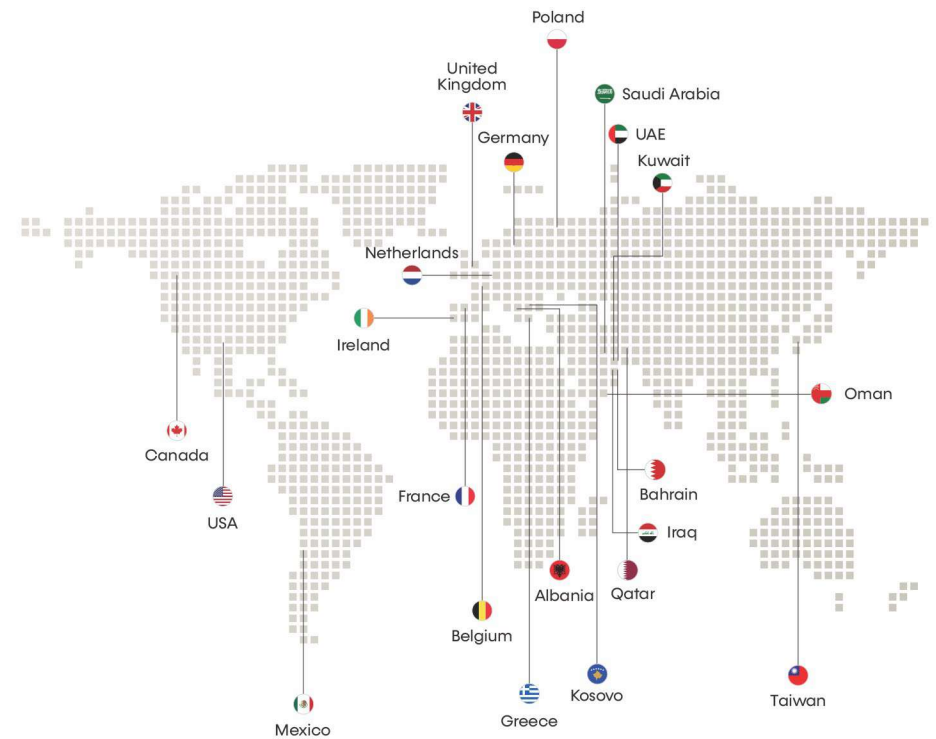 Poland
United
Kingdom
Saudi Arabia
UAE
Germany
Kuwait
Netherlands
Ireland
Oman
Canada
France
Bahrain
USA
Iraq
Albania
Qatar
Belgium
Kosovo
Taiwan
Greece
Mexico